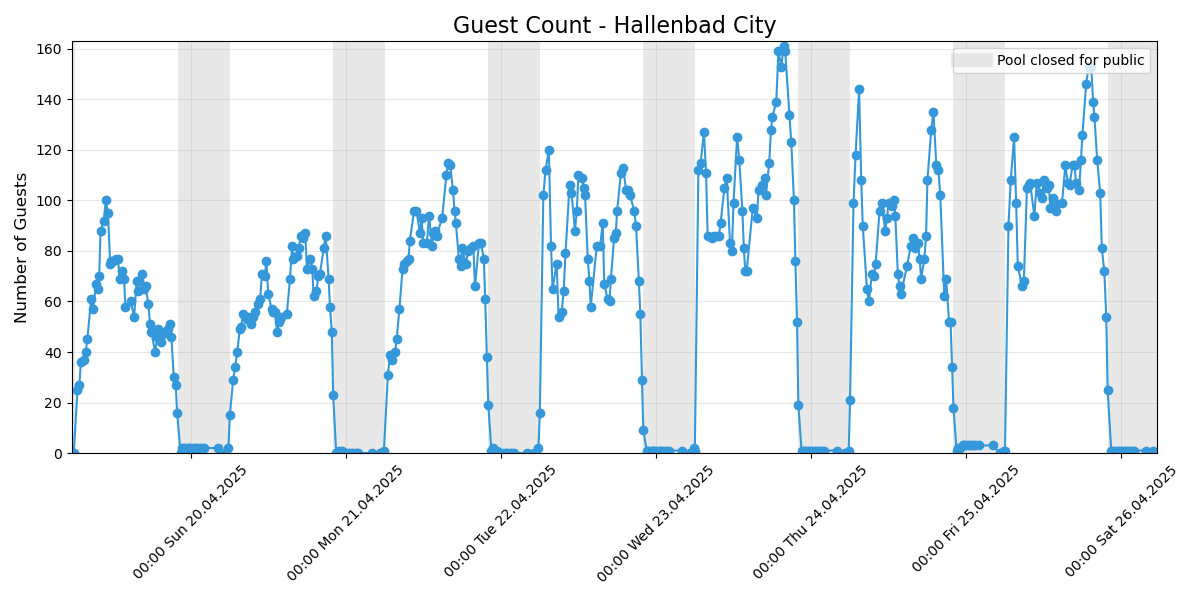 Guest Count - Hallenbad City
Pool closed for public
Number of Guests
160
140
120
100
80
60
40
20
0
00:00 Sun 20.04.2025
00:00 Mon 21.04.2025
00:00 Tue 22.04.2025
00:00 Wed 23.04.2025
00:00 Thu 24.04.2025
00:00 Fri 25.04.2025
00:00 Sat 26.04.2025